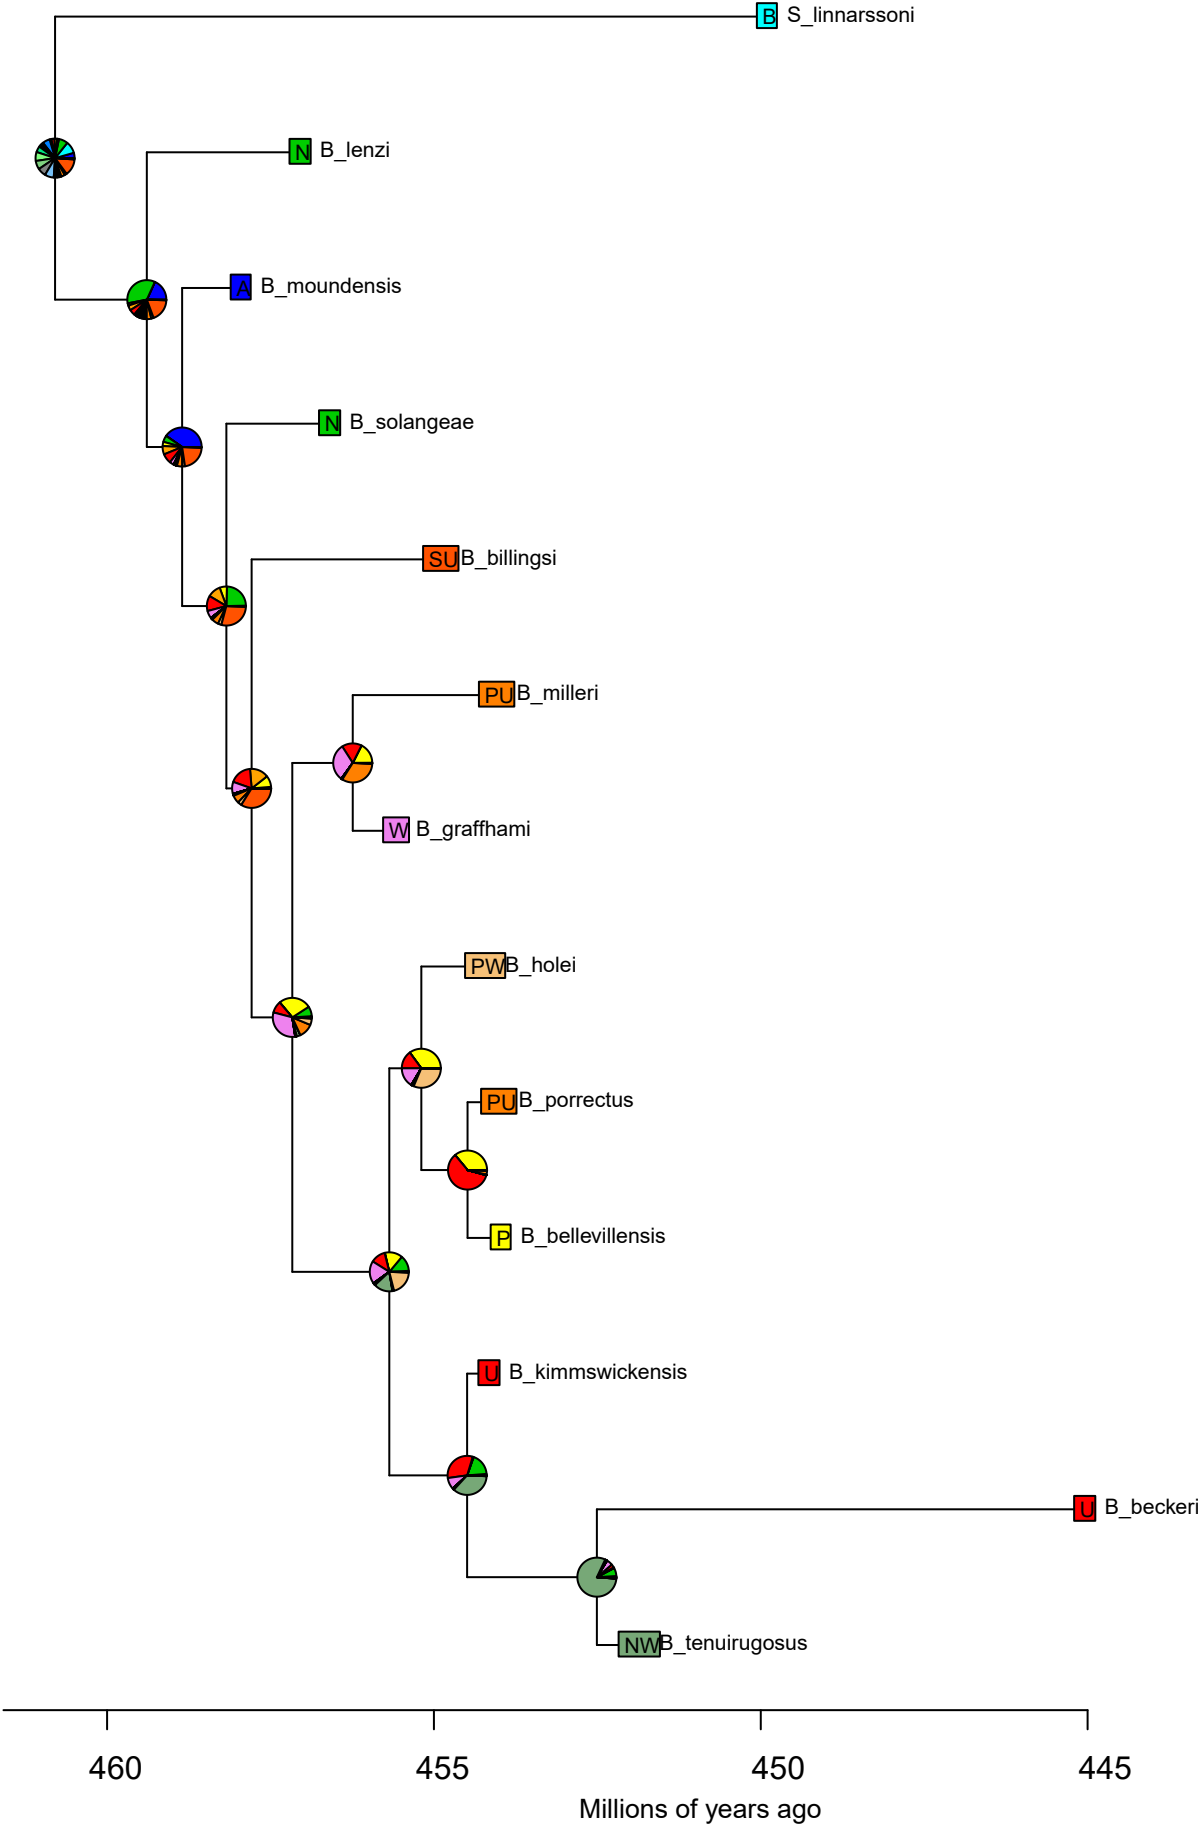 B S_linnarssoni
N B_lenzi
A B_moundensis
N B_solangeae
SU B_billingsi
PU B_milleri
W B_graffhami
PW B_holei
PU B_porrectus
P B_bellevillensis
U B_kimmswickensis
U B_beckeri
NW B_tenuirugosus
460 455 450 445
Millions of years ago